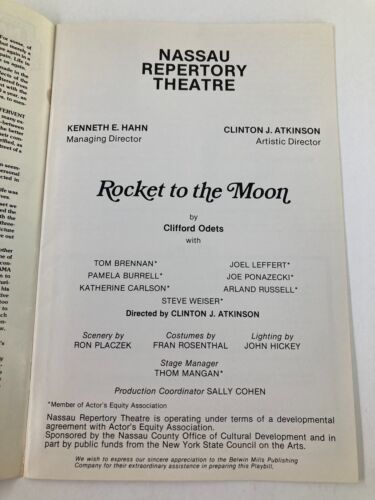 NASSAU
REPERTORY
THEATRE
KENNETH E. HAHN
Managing Director
CLINTON J. ATKINSON
Artistic Director
Rocket to the Moon
by
Clifford Odets
with
TOM BRENNAN*
JOEL LEFFERT*
PAMELA BURRELL*
JOE PONAZECKI*
KATHERINE CARLSON*
ARLAND RUSSELL*
STEVE WEISER*
Directed by CLINTON J. ATKINSON
Scenery by
RON PLACZEK
Costumes by
FRAN ROSENTHAL
Lighting by
JOHN HICKEY
Stage Manager
THOM MANGAN*
Production Coordinator SALLY COHEN
*Member of Actor's Equity Association
Nassau Repertory Theatre is operating under terms of a developmental
agreement with Actor's Equity Association.
Sponsored by the Nassau County Office of Cultural Development and in
part by public funds from the New York State Council on the Arts.
We wish to express our sincere appreciation to the Belwin Mills Publishing
Company for their extraordinary assistance in preparing this Playbill.